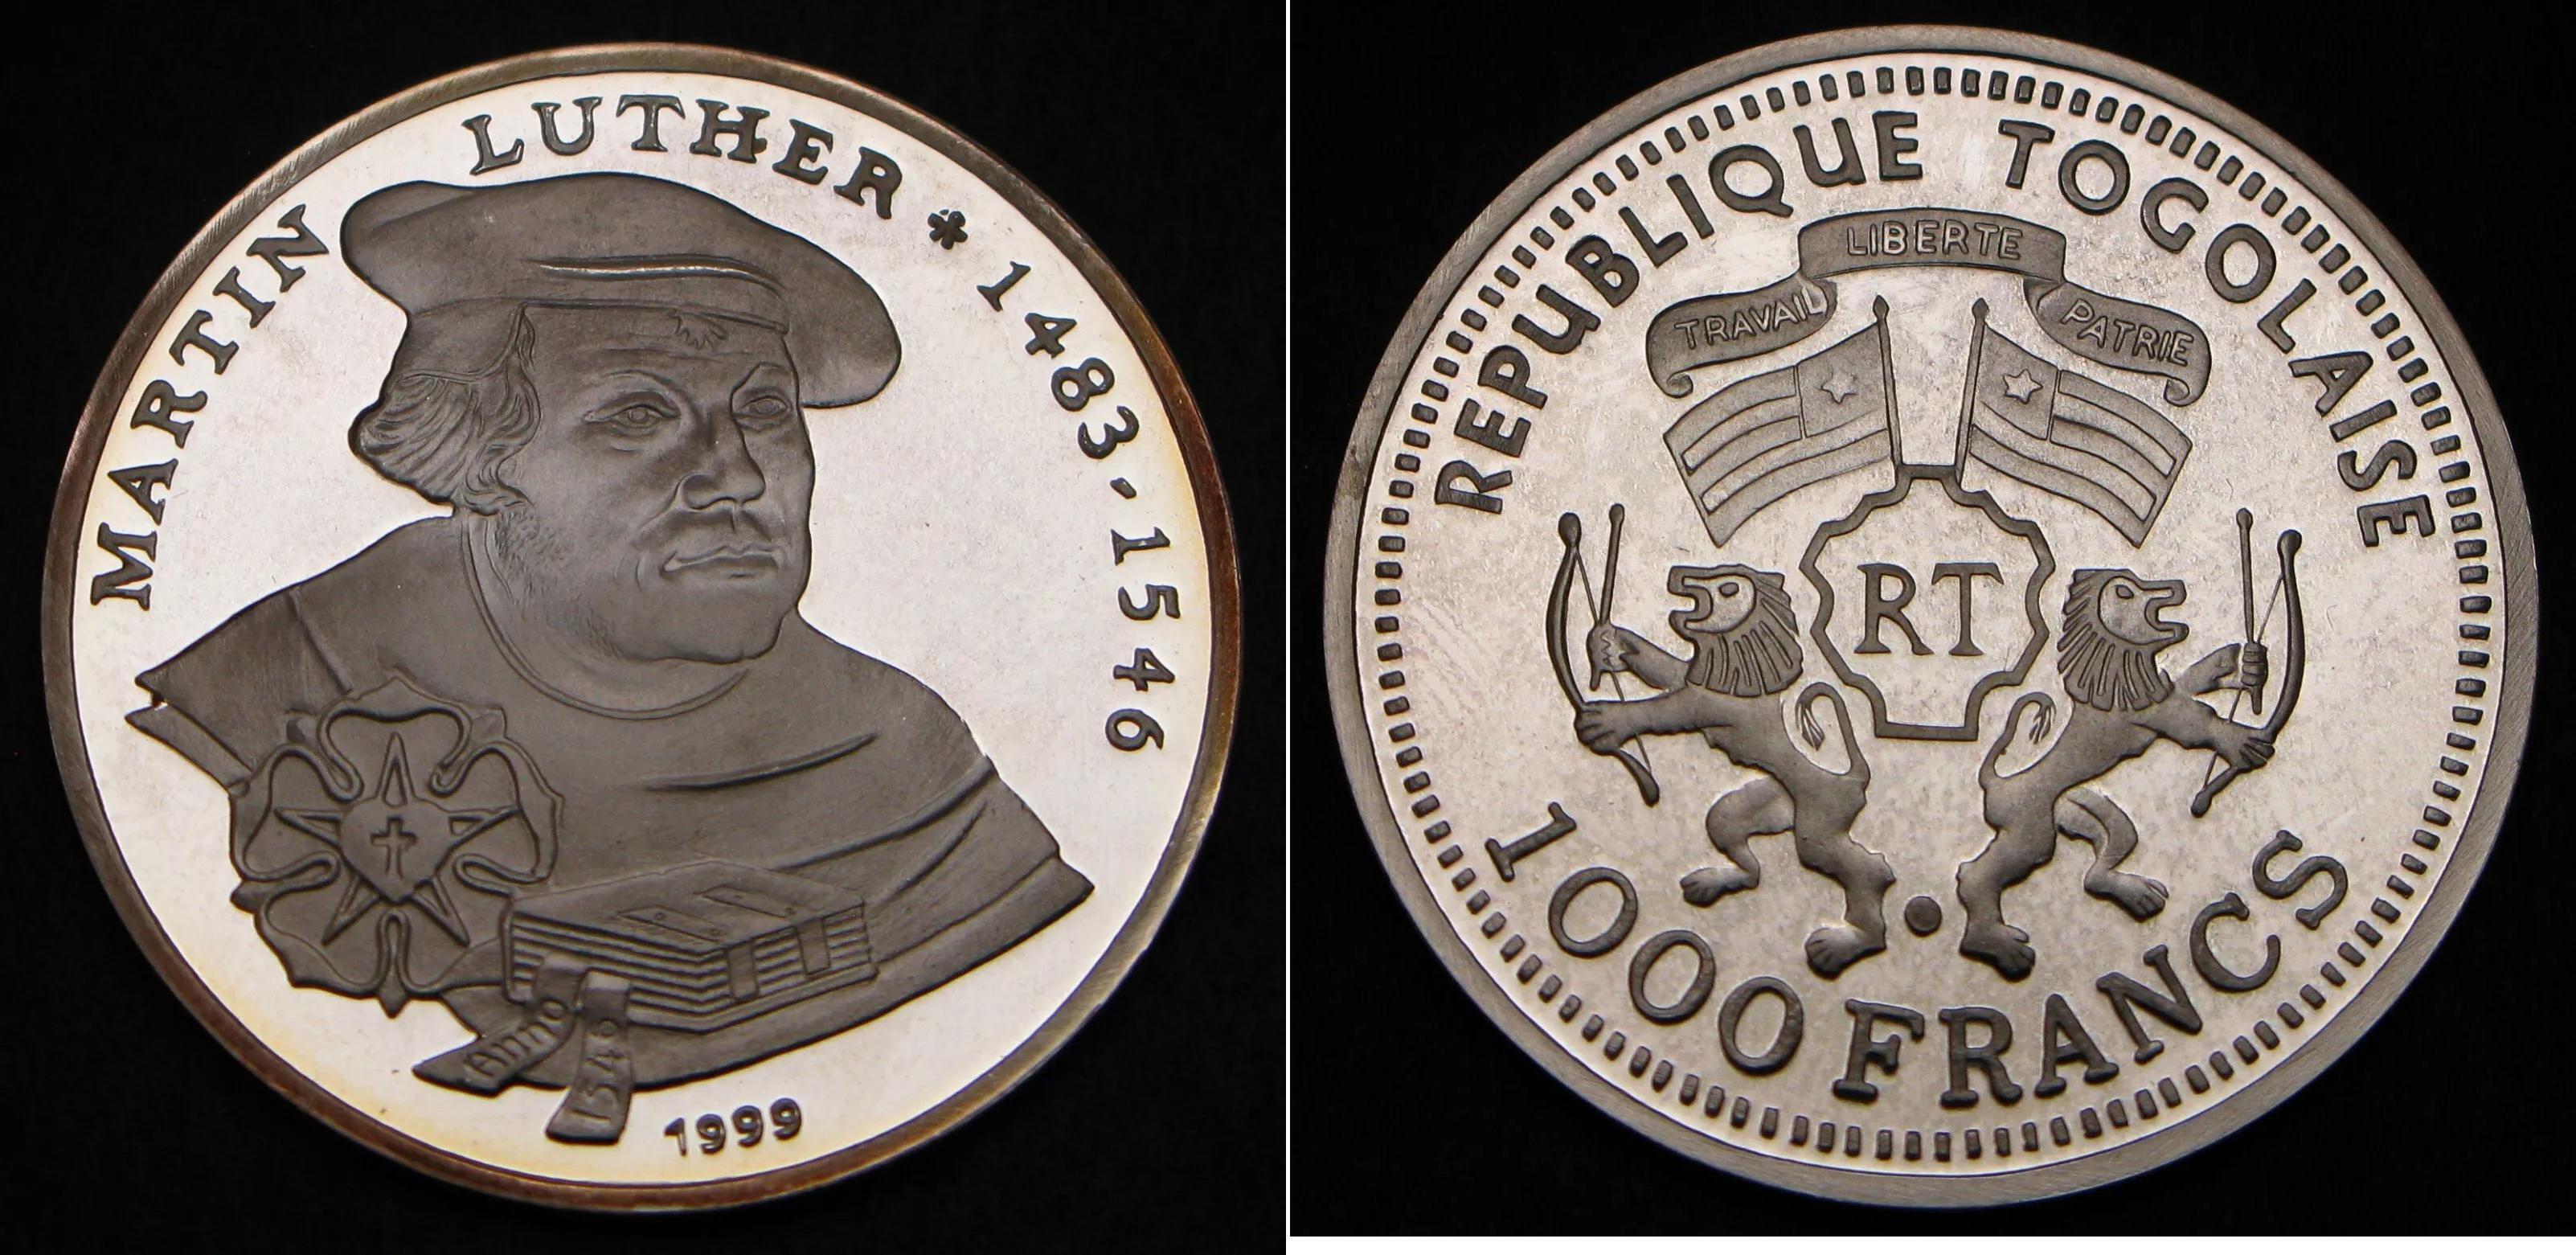 MARTIN LUTHER * 1483 · 1546
Anno
1546
1999
REPUBLIQUE TOGOLAISE
TRAVAIL LIBERTE PATRIE
RT
1000 FRANCS